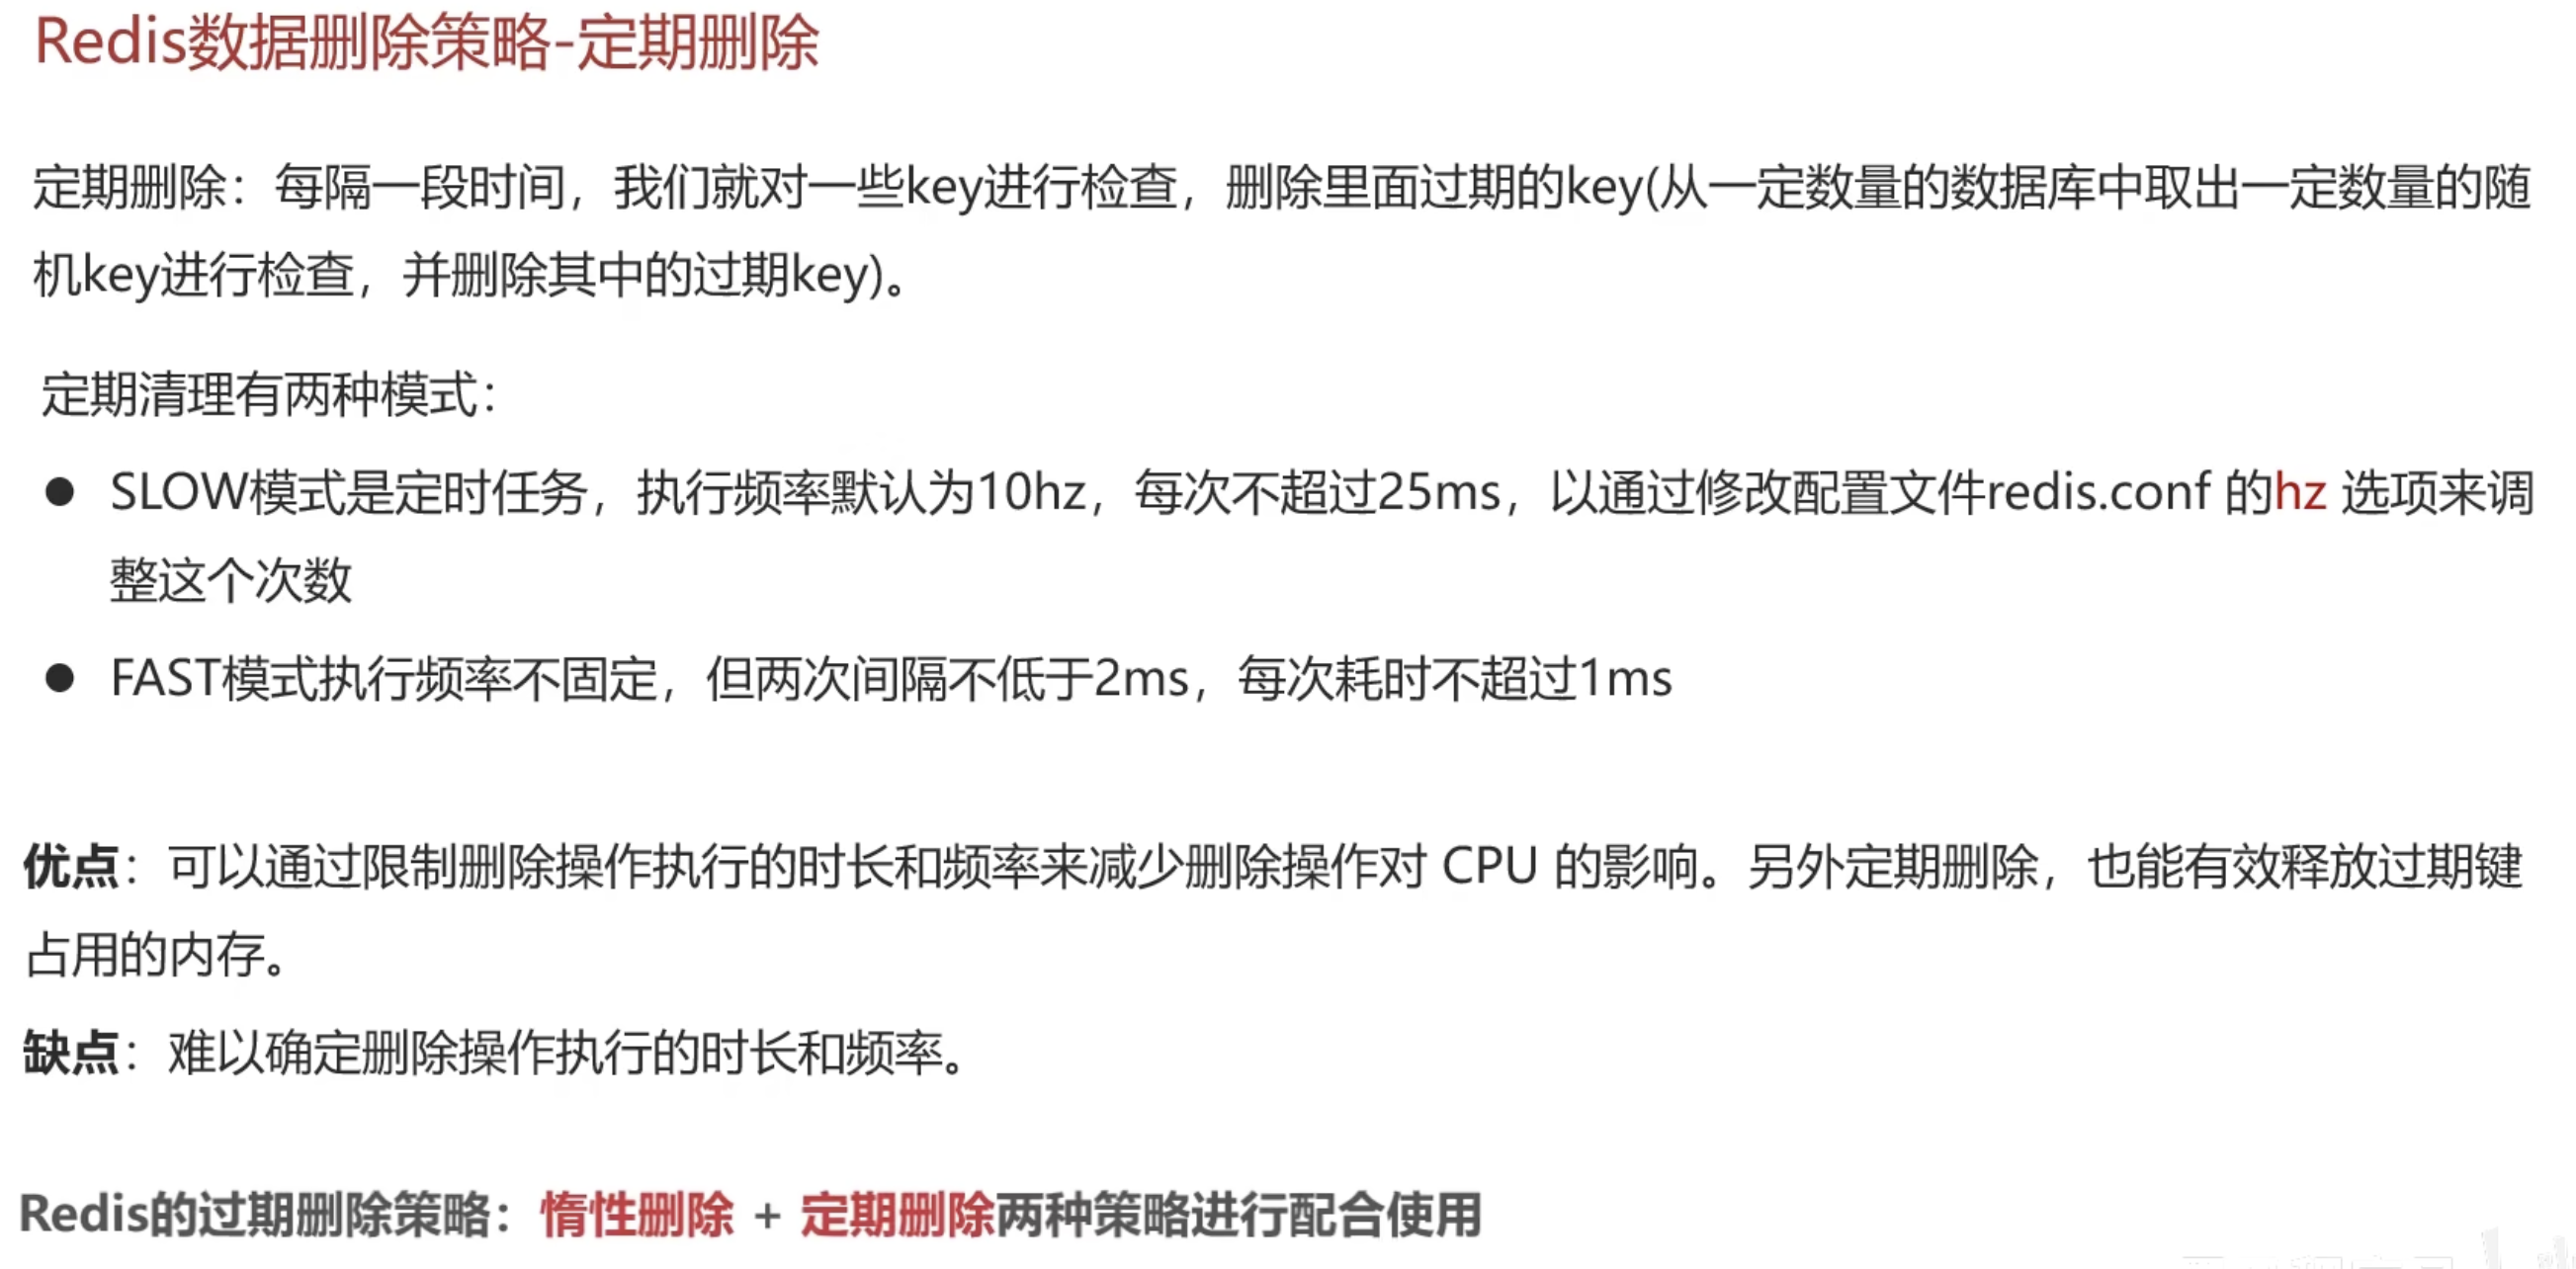 Redis数据删除策略-定期删除
定期删除：每隔一段时间，我们就对一些key进行检查，删除里面过期的key(从一定数量的数据库中取出一定数量的随
机key进行检查，并删除其中的过期key)。
定期清理有两种模式：
● SLOW模式是定时任务，执行频率默认为10hz，每次不超过25ms，以通过修改配置文件redis.conf 的hz 选项来调
整这个次数
● FAST模式执行频率不固定，但两次间隔不低于2ms，每次耗时不超过1ms
优点：可以通过限制删除操作执行的时长和频率来减少删除操作对 CPU 的影响。另外定期删除，也能有效释放过期键
占用的内存。
缺点：难以确定删除操作执行的时长和频率。
Redis的过期删除策略：惰性删除 + 定期删除两种策略进行配合使用